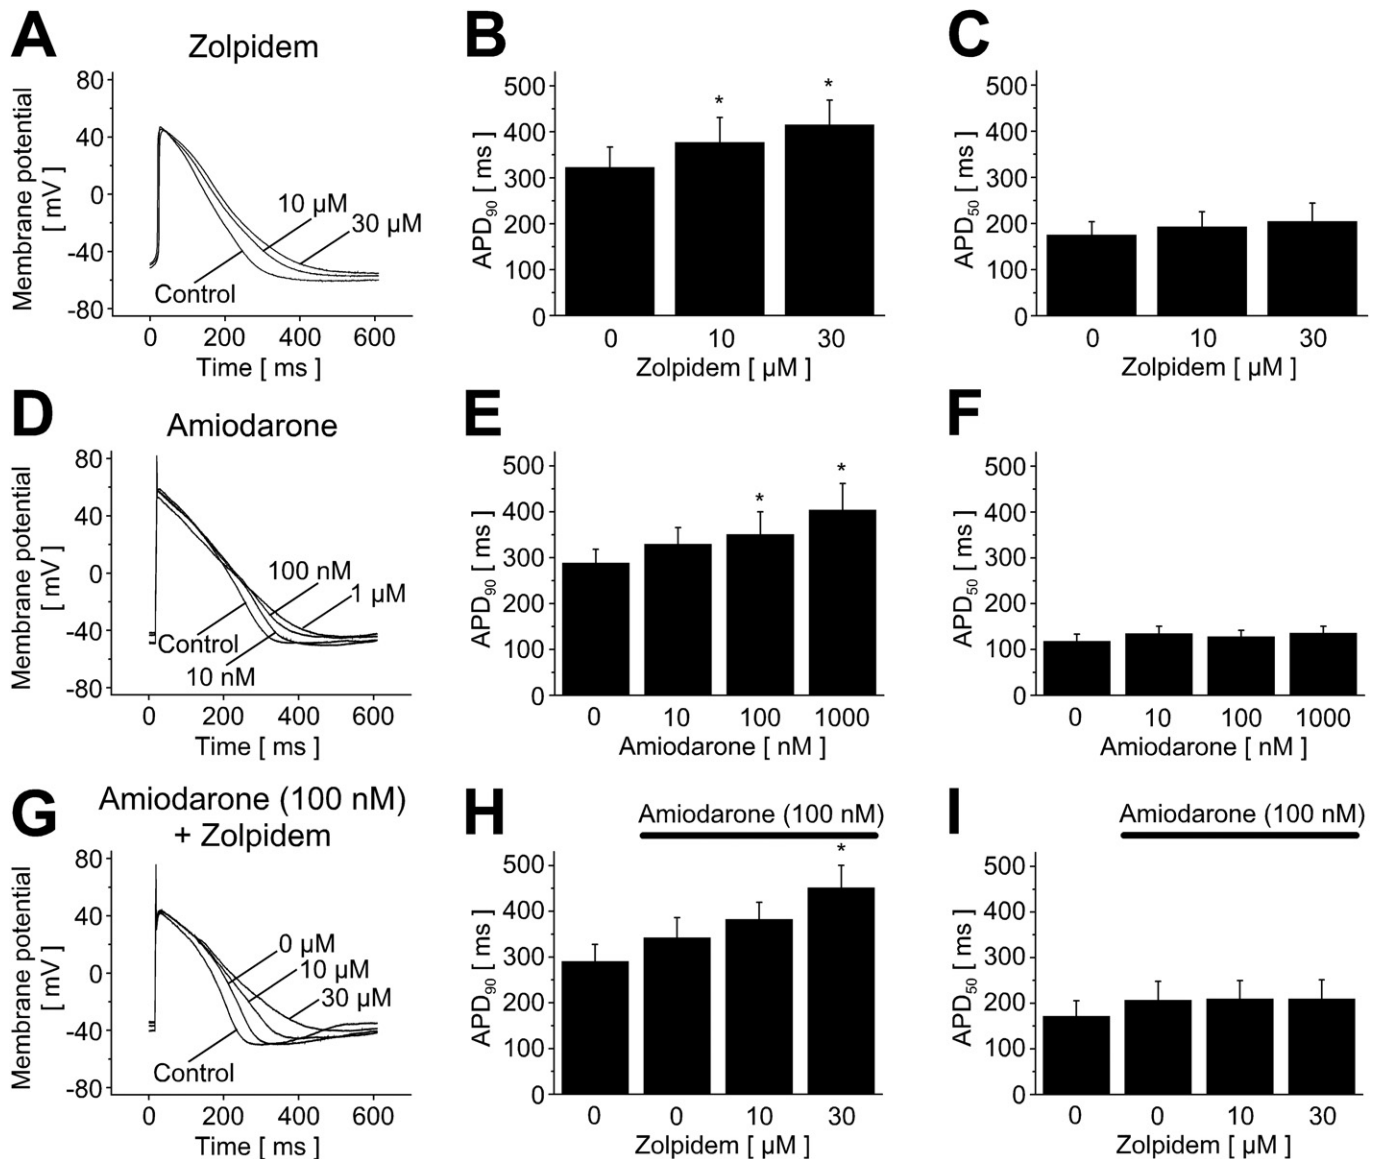 A
Zolpidem
Membrane potential
[ mV]
80
40
0
-40
-80
10 µM
30 µM
Control
0 200 400 600
Time [ ms ]
B
APD90 [ ms ]
500
400
300
200
100
0
*
*
0 10 30
Zolpidem [ µM ]
C
APD50 [ ms ]
500
400
300
200
100
0
0 10 30
Zolpidem [ µM ]
D
Amiodarone
Membrane potential
[ mV]
80
40
0
-40
-80
100 nM
1 µM
Control
10 nM
0 200 400 600
Time [ ms ]
E
APD90 [ ms ]
500
400
300
200
100
0
*
*
0 10 100 1000
Amiodarone [ nM ]
F
APD50 [ ms ]
500
400
300
200
100
0
0 10 100 1000
Amiodarone [ nM ]
G
Amiodarone (100 nM)
+ Zolpidem
Membrane potential
[ mV]
80
40
0
-40
-80
0 µM
10 µM
30 µM
Control
0 200 400 600
Time [ ms ]
H
Amiodarone (100 nM)
APD90 [ ms ]
500
400
300
200
100
0
*
0 0 10 30
Zolpidem [ µM ]
I
Amiodarone (100 nM)
APD50 [ ms ]
500
400
300
200
100
0
0 0 10 30
Zolpidem [ µM ]